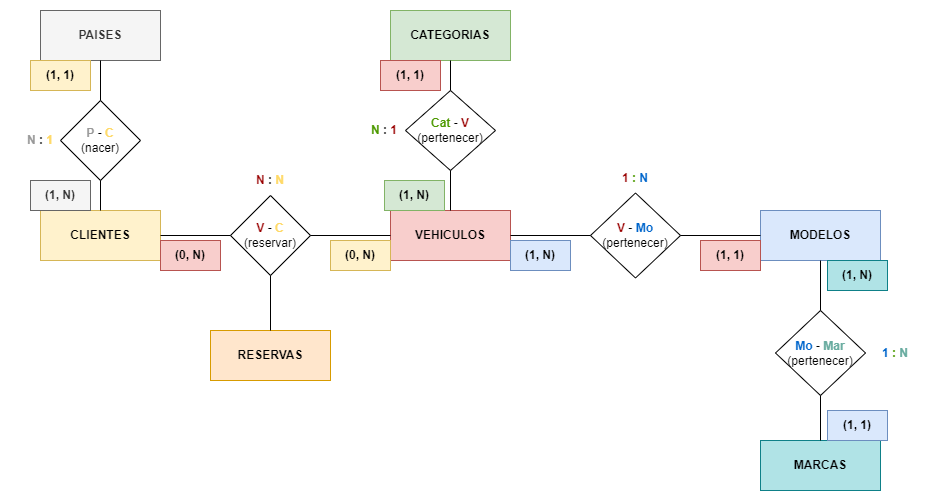 PAISES
CATEGORIAS
(1, 1)
(1, 1)
N : 1
P - C
(nacer)
N : 1
Cat - V
(pertenecer)
(1, N)
(1, N)
N : N
1 : N
CLIENTES
(0, N)
V - C
(reservar)
(0, N)
VEHICULOS
(1, N)
V - Mo
(pertenecer)
(1, 1)
MODELOS
(1, N)
RESERVAS
Mo - Mar
(pertenecer)
1 : N
(1, 1)
MARCAS